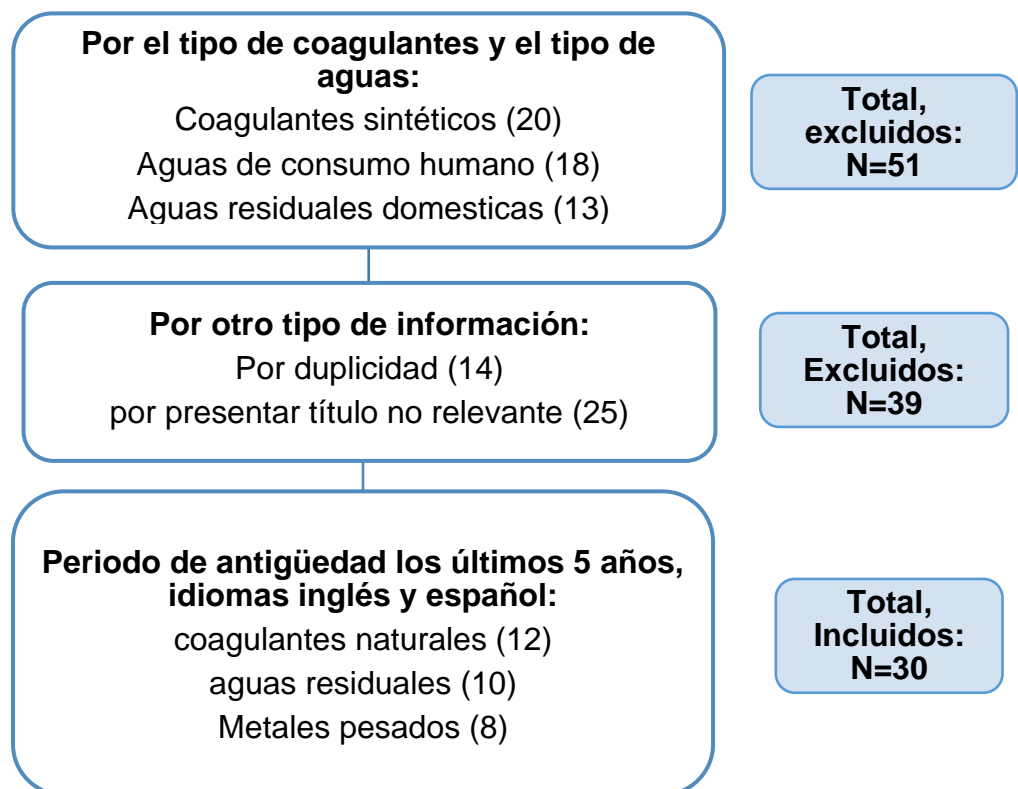 Por el tipo de coagulantes y el tipo de
aguas:
Coagulantes sintéticos (20)
Aguas de consumo humano (18)
Aguas residuales domesticas (13)
Total,
excluidos:
N=51
Por otro tipo de información:
Por duplicidad (14)
por presentar título no relevante (25)
Total,
Excluidos:
N=39
Periodo de antigüedad los últimos 5 años,
idiomas inglés y español:
coagulantes naturales (12)
aguas residuales (10)
Metales pesados (8)
Total,
Incluidos:
N=30